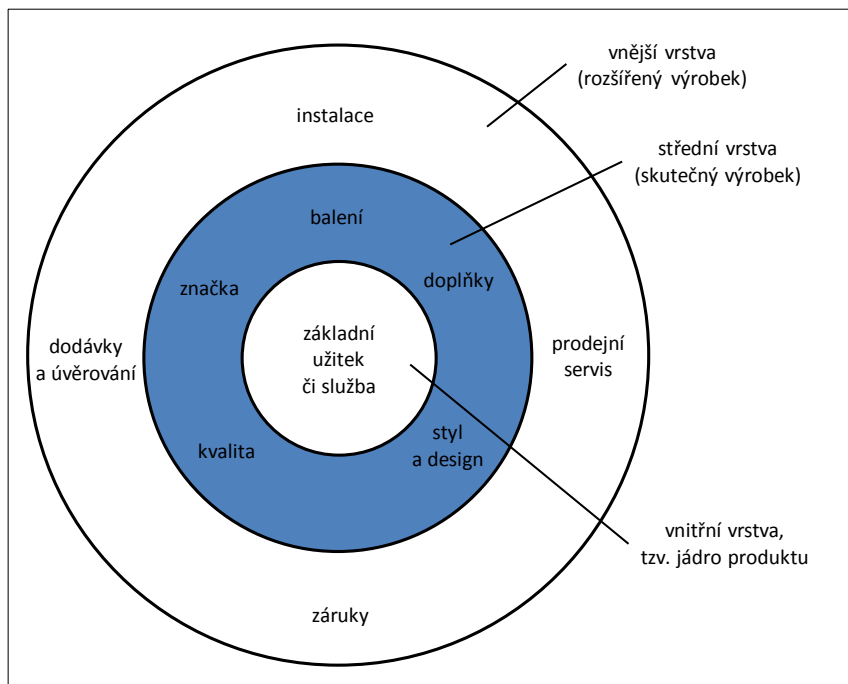 vnější vrstva
(rozšířený výrobek)
instalace
střední vrstva
(skutečný výrobek)
balení
značka
doplňky
základní
užitek
či služba
dodávky
a úvěrování
prodejní
servis
styl
a design
kvalita
vnitřní vrstva,
tzv. jádro produktu
záruky